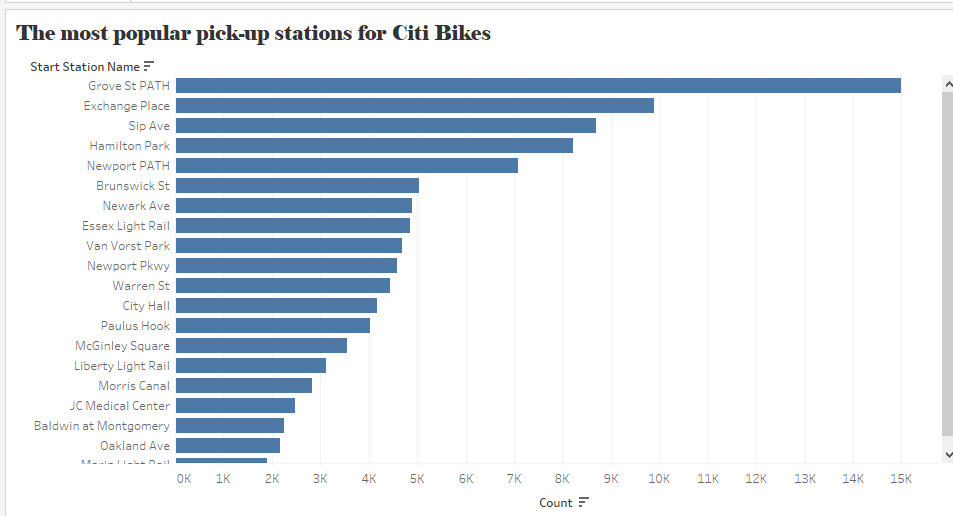 The most popular pick-up stations for Citi Bikes
Start Station Name
Grove St PATH
Exchange Place
Sip Ave
Hamilton Park
Newport PATH
Brunswick St
Newark Ave
Essex Light Rail
Van Vorst Park
Newport Pkwy
Warren St
City Hall
Paulus Hook
McGinley Square
Liberty Light Rail
Morris Canal
JC Medical Center
Baldwin at Montgomery
Oakland Ave
Light Rail
0K 1K 2K 3K 4K 5K 6K 7K 8K 9K 10K 11K 12K 13K 14K 15K
Count